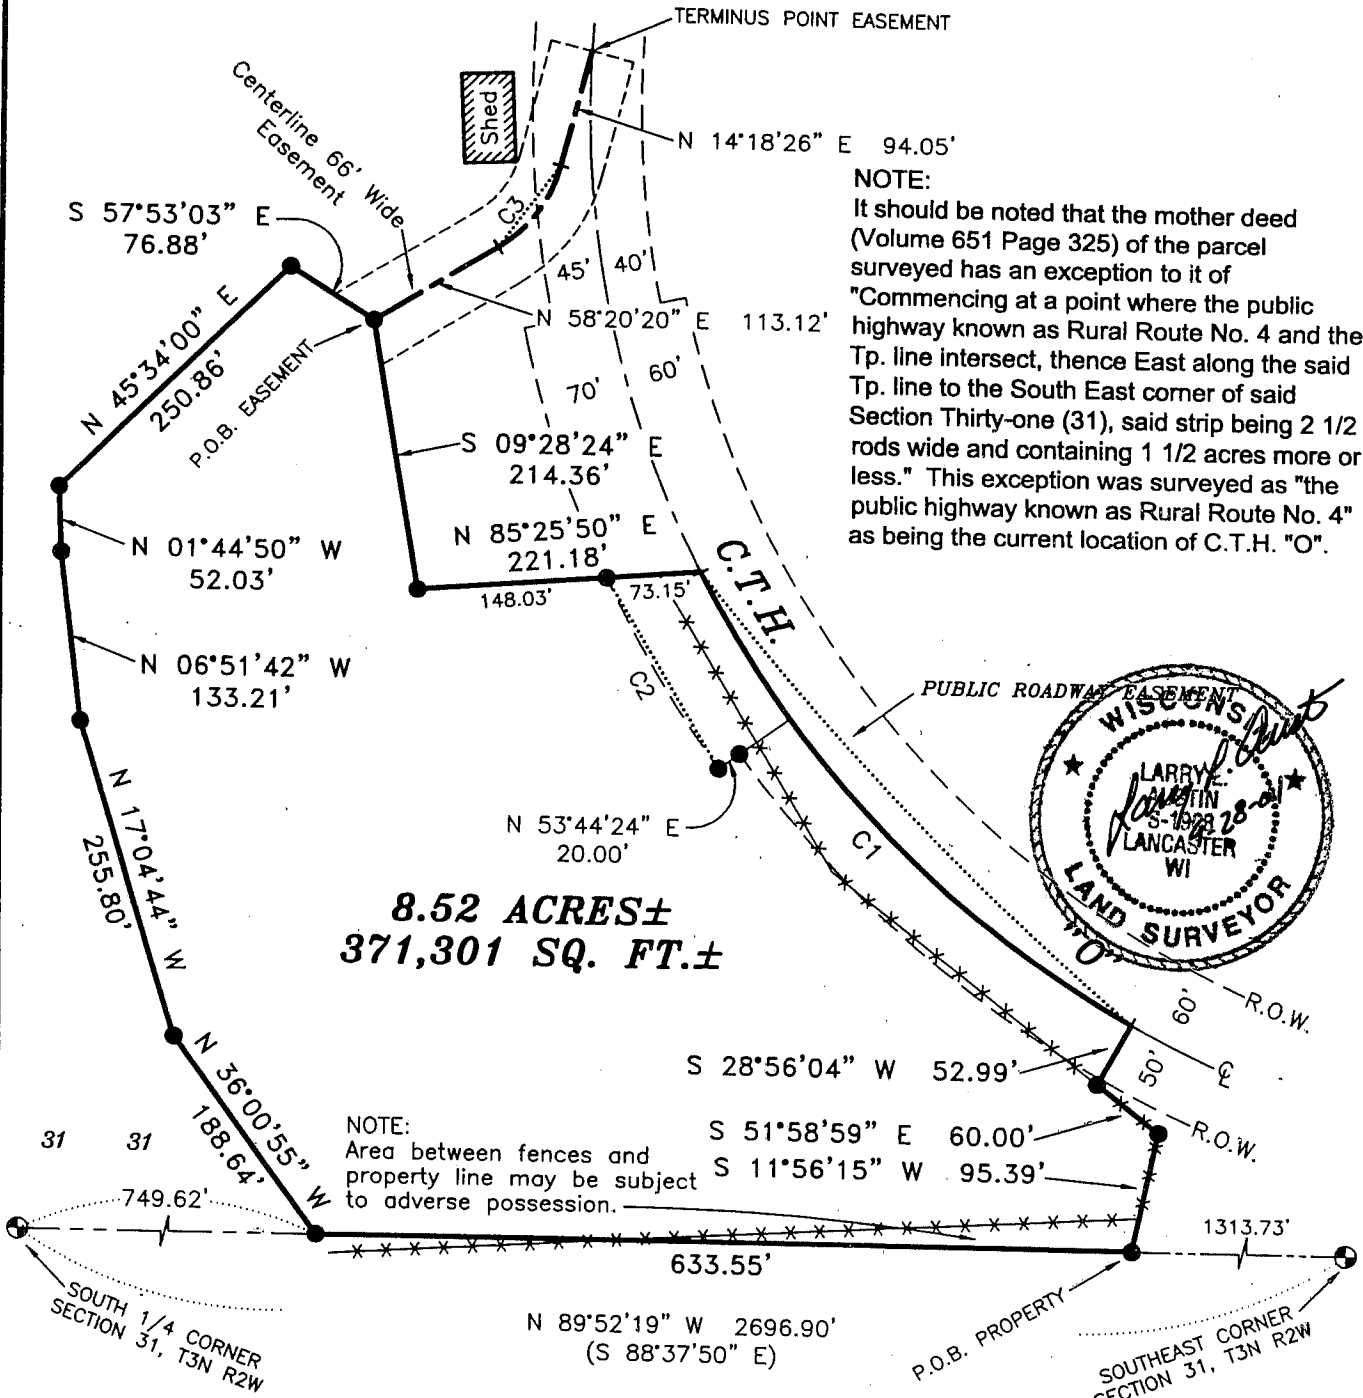 TERMINUS POINT EASEMENT
Centerline 66' Wide
Easement
Shed
N 14°18'26" E 94.05'
C3
S 57°53'03" E
76.88'
NOTE:
It should be noted that the mother deed
(Volume 651 Page 325) of the parcel
surveyed has an exception to it of
"Commencing at a point where the public
highway known as Rural Route No. 4 and the
Tp. line intersect, thence East along the said
Tp. line to the South East corner of said
Section Thirty-one (31), said strip being 2 1/2
rods wide and containing 1 1/2 acres more or
less." This exception was surveyed as "the
public highway known as Rural Route No. 4"
as being the current location of C.T.H. "O".
45' 40'
N 58°20'20" E 113.12'
70' 60'
N 45°34'00" E
250.86'
P.O.B. EASEMENT
S 09°28'24" E
214.36'
N 85°25'50" E
221.18'
148.03' 73.15'
N 01°44'50" W
52.03'
C.T.H.
N 06°51'42" W
133.21'
C2
PUBLIC ROADWAY EASEMENT
WISCONSIN
LARRY L.
AUSTIN
S-1928
LANCASTER
WI
LAND SURVEYOR
N 17°04'44" W
255.80'
N 53°44'24" E
20.00'
C1
8.52 ACRES±
371,301 SQ. FT.±
"O"
R.O.W.
60'
50'
℄
S 28°56'04" W 52.99'
N 36°00'55" W
188.64'
S 51°58'59" E 60.00'
R.O.W.
S 11°56'15" W 95.39'
NOTE:
Area between fences and
property line may be subject
to adverse possession.
31 31
749.62'
1313.73'
633.55'
SOUTH 1/4 CORNER
SECTION 31, T3N R2W
N 89°52'19" W 2696.90'
(S 88°37'50" E)
P.O.B. PROPERTY
SOUTHEAST CORNER
SECTION 31, T3N R2W